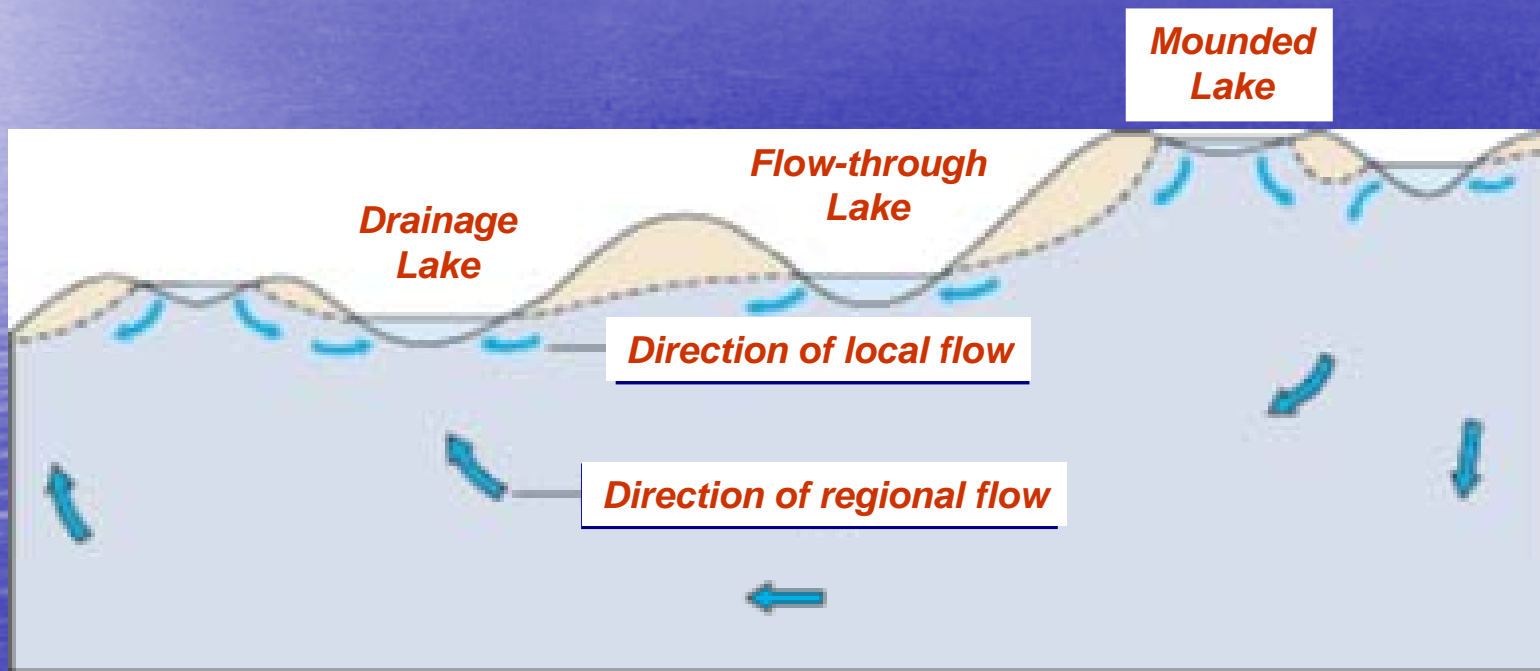 Mounded
Lake
Flow-through
Lake
Drainage
Lake
Direction of local flow
Direction of regional flow